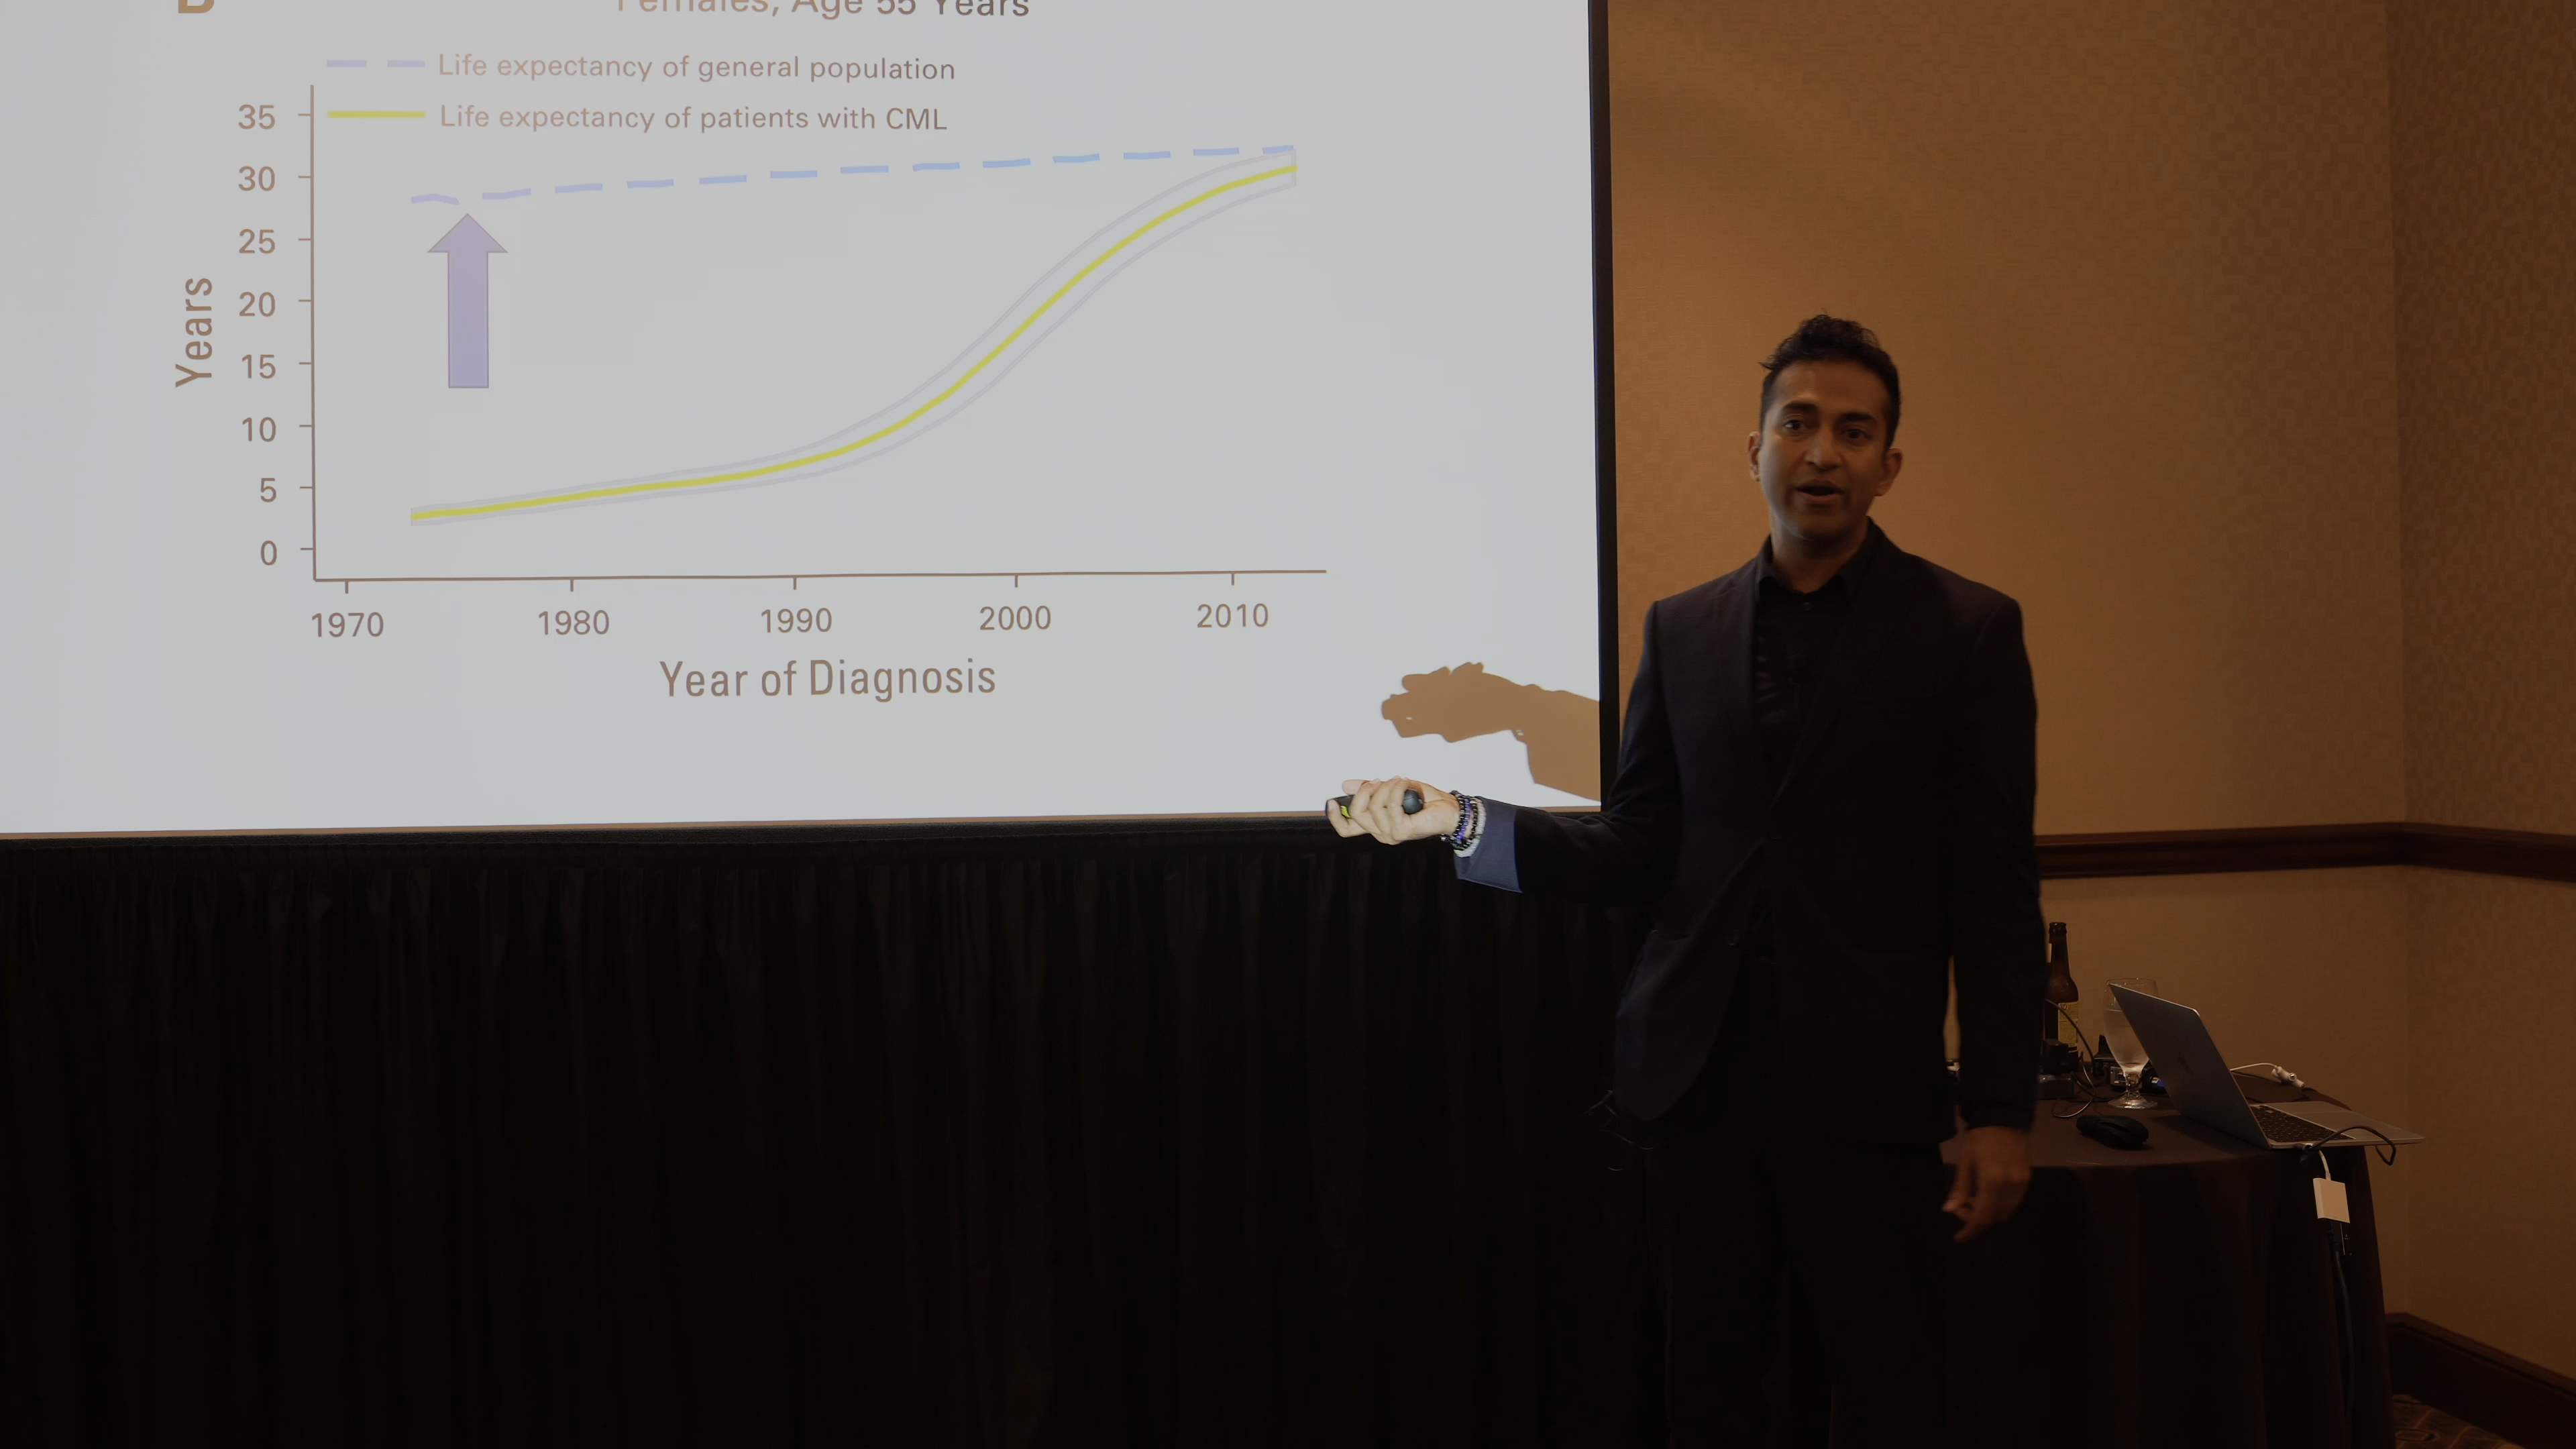 B
Females, Age 55 Years
Life expectancy of general population
Life expectancy of patients with CML
35
30
25
20
15
10
5
0
Years
1970 1980 1990 2000 2010
Year of Diagnosis